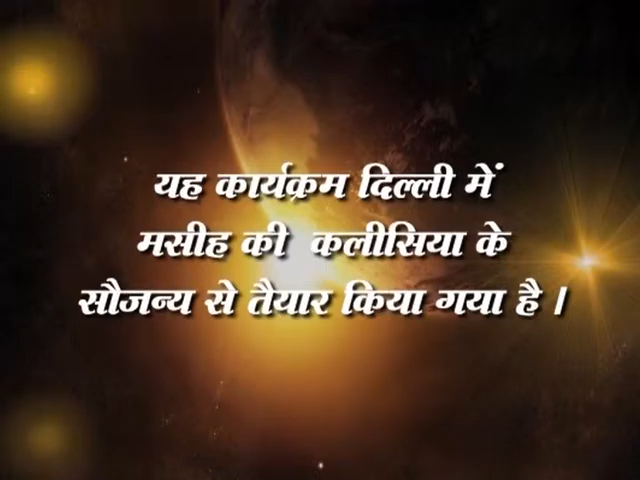 यह कार्यक्रम दिल्ली में
मसीह की कलीसिया के
सौजन्य से तैयार किया गया है ।